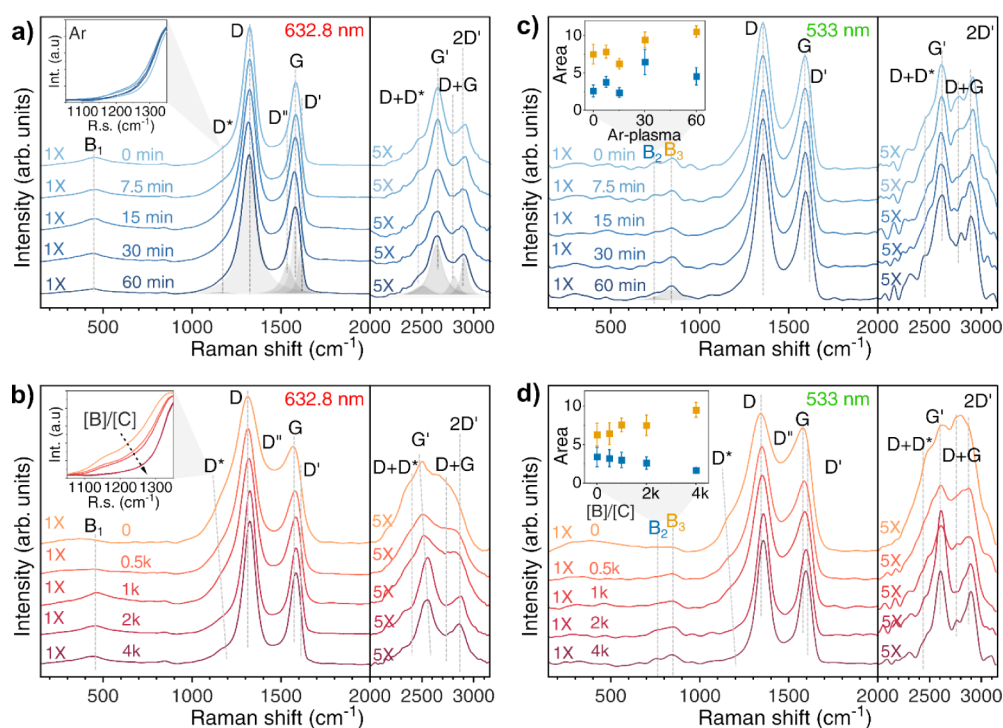 a)
Int. (a.u)
Ar
1100 1200 1300
R.s. (cm-1)
D
632.8 nm
G
D*
D"
D'
B1
1X 0 min
1X 7.5 min
1X 15 min
1X 30 min
1X 60 min
2D'
G'
D+D*
D+G
5X
5X
5X
5X
5X
Intensity (arb. units)
500 1000 1500 2100 2600 3000
Raman shift (cm-1)
c)
Area
10
5
0
0 30 60
Ar-plasma
D
533 nm
G
D'
B2 B3
1X 0 min
1X 7.5 min
1X 15 min
1X 30 min
1X 60 min
2D'
G'
D+D*
D+G
5X
5X
5X
5X
5X
Intensity (arb. units)
500 1000 1500 2000 2100 2600 3000
Raman shift (cm-1)
b)
Int. (a.u)
[B]/[C]
1100 1200 1300
R.s. (cm-1)
D
632.8 nm
G
D*
D"
D'
B1
1X 0
1X 0.5k
1X 1k
1X 2k
1X 4k
2D'
G'
D+D*
D+G
5X
5X
5X
5X
5X
Intensity (arb. units)
500 1000 1500 2100 2600 3000
Raman shift (cm-1)
d)
Area
10
5
0
0 2k 4k
[B]/[C]
D
533 nm
G
D*
D"
D'
B2 B3
1X 0
1X 0.5k
1X 1k
1X 2k
1X 4k
2D'
G'
D+D*
D+G
5X
5X
5X
5X
5X
Intensity (arb. units)
500 1000 1500 2000 2100 2600 3000
Raman shift (cm-1)